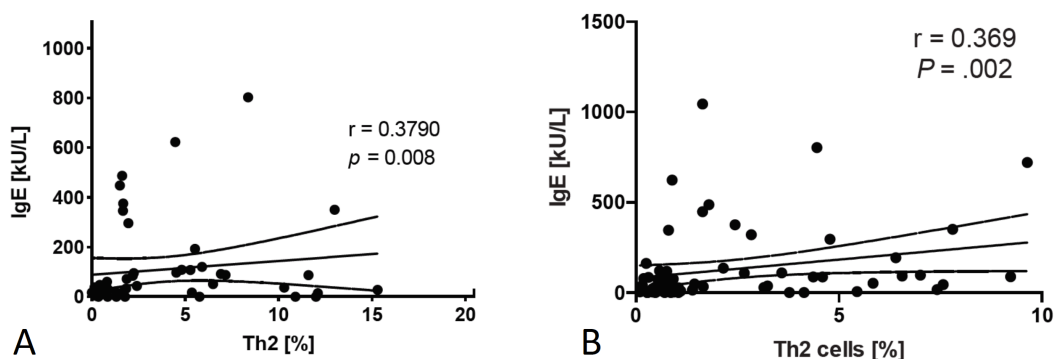 1000
800
600
400
200
0
IgE [kU/L]
r = 0.3790
p = 0.008
0 5 10 15 20
Th2 [%]
A
1500
1000
500
0
IgE [kU/L]
r = 0.369
P = .002
0 5 10
Th2 cells [%]
B